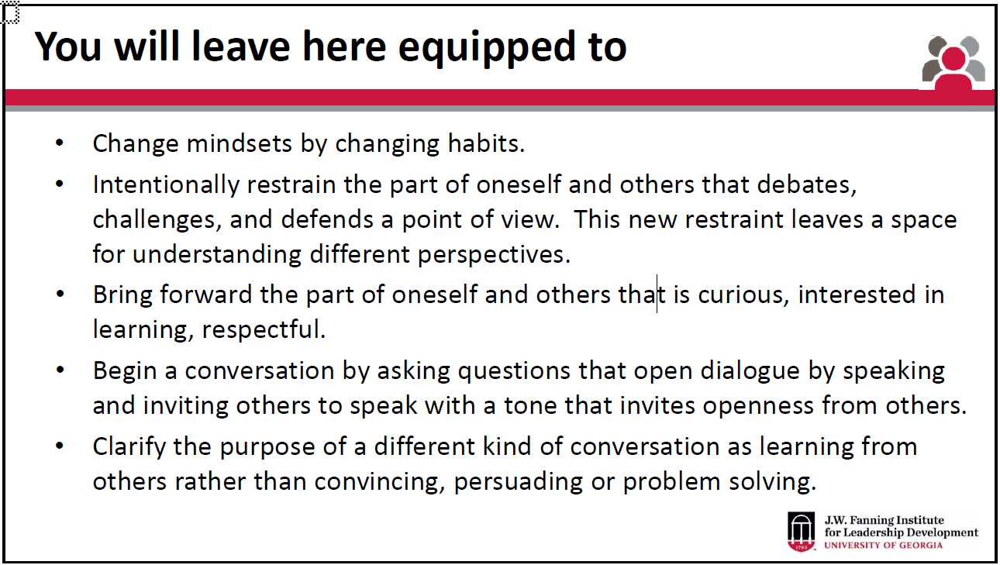 You will leave here equipped to
• Change mindsets by changing habits.
• Intentionally restrain the part of oneself and others that debates,
challenges, and defends a point of view.  This new restraint leaves a space
for understanding different perspectives.
• Bring forward the part of oneself and others that is curious, interested in
learning, respectful.
• Begin a conversation by asking questions that open dialogue by speaking
and inviting others to speak with a tone that invites openness from others.
• Clarify the purpose of a different kind of conversation as learning from
others rather than convincing, persuading or problem solving.
J.W. Fanning Institute
for Leadership Development
UNIVERSITY OF GEORGIA
1785